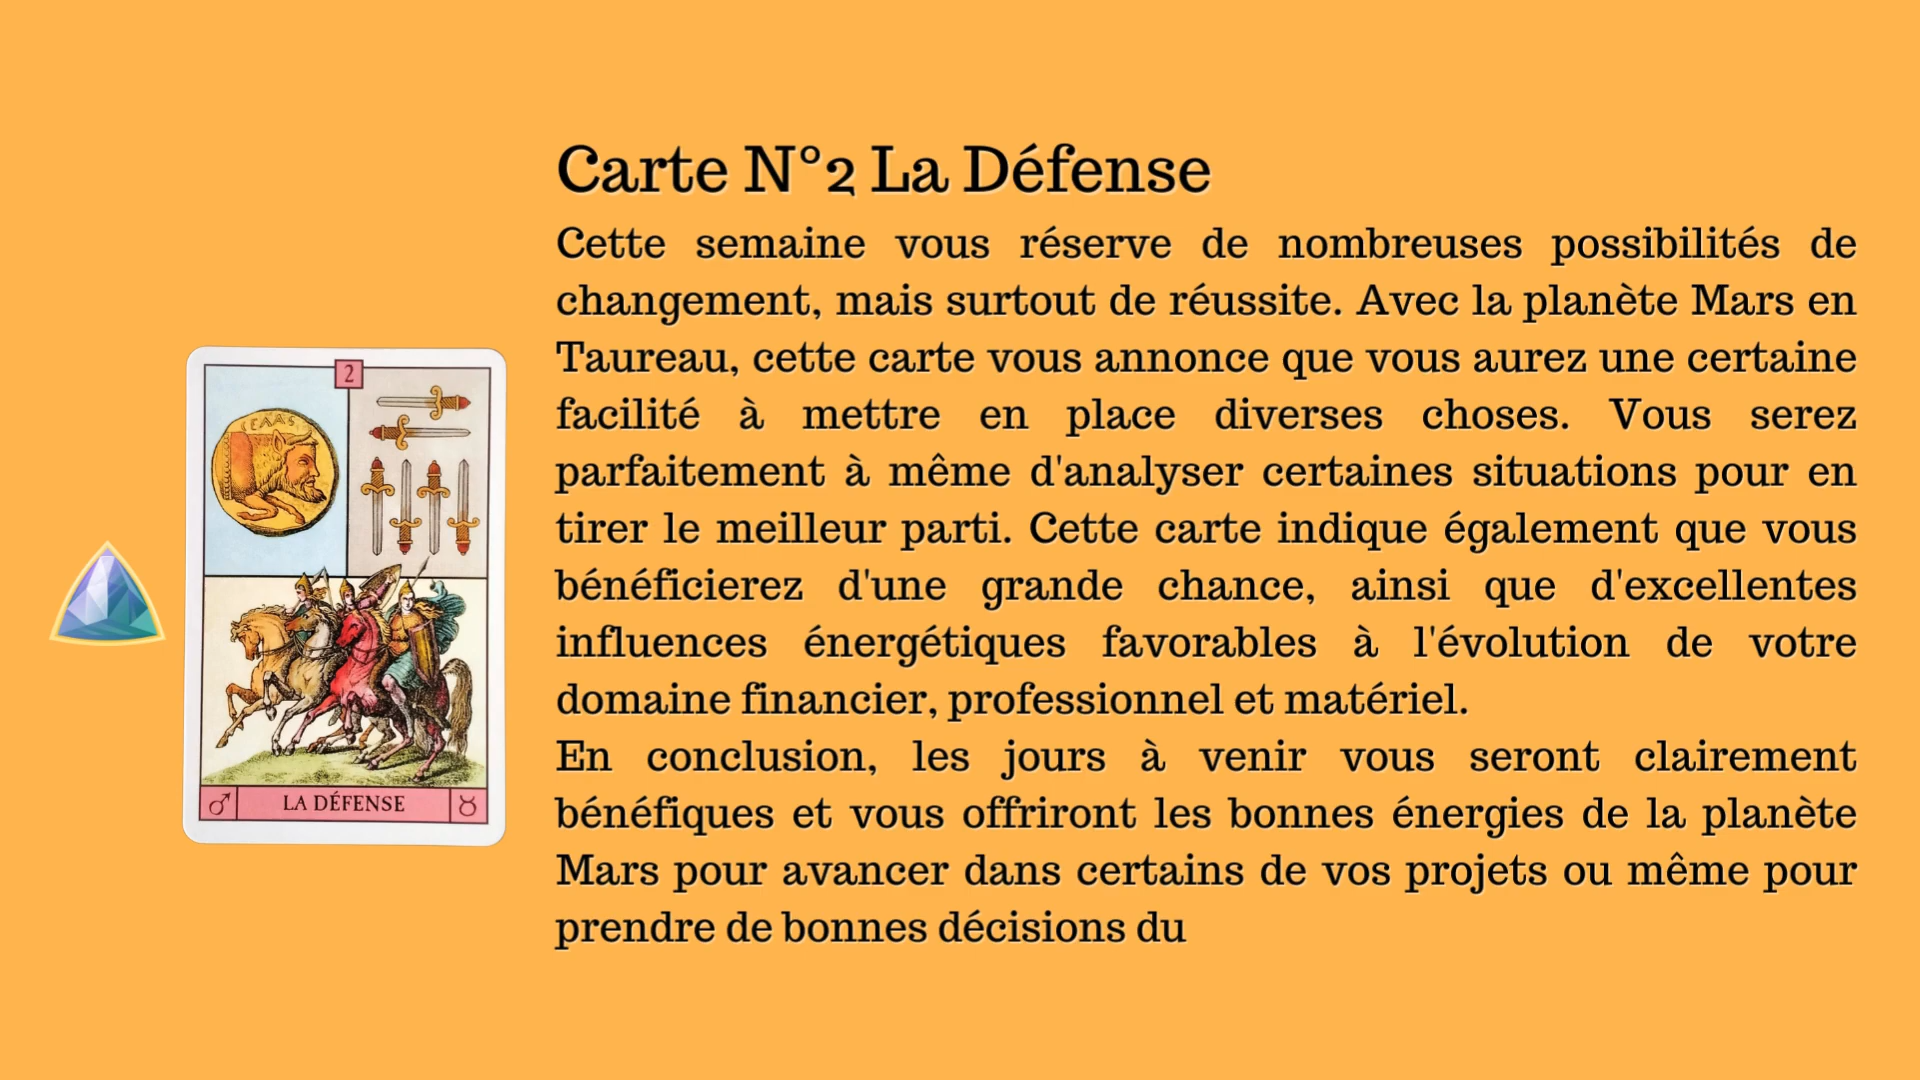 Carte N°2 La Défense
Cette semaine vous réserve de nombreuses possibilités de
changement, mais surtout de réussite. Avec la planète Mars en
Taureau, cette carte vous annonce que vous aurez une certaine
facilité à mettre en place diverses choses. Vous serez
parfaitement à même d'analyser certaines situations pour en
tirer le meilleur parti. Cette carte indique également que vous
bénéficierez d'une grande chance, ainsi que d'excellentes
influences énergétiques favorables à l'évolution de votre
domaine financier, professionnel et matériel.
En conclusion, les jours à venir vous seront clairement
bénéfiques et vous offriront les bonnes énergies de la planète
Mars pour avancer dans certains de vos projets ou même pour
prendre de bonnes décisions du
2
♂ LA DÉFENSE ♉